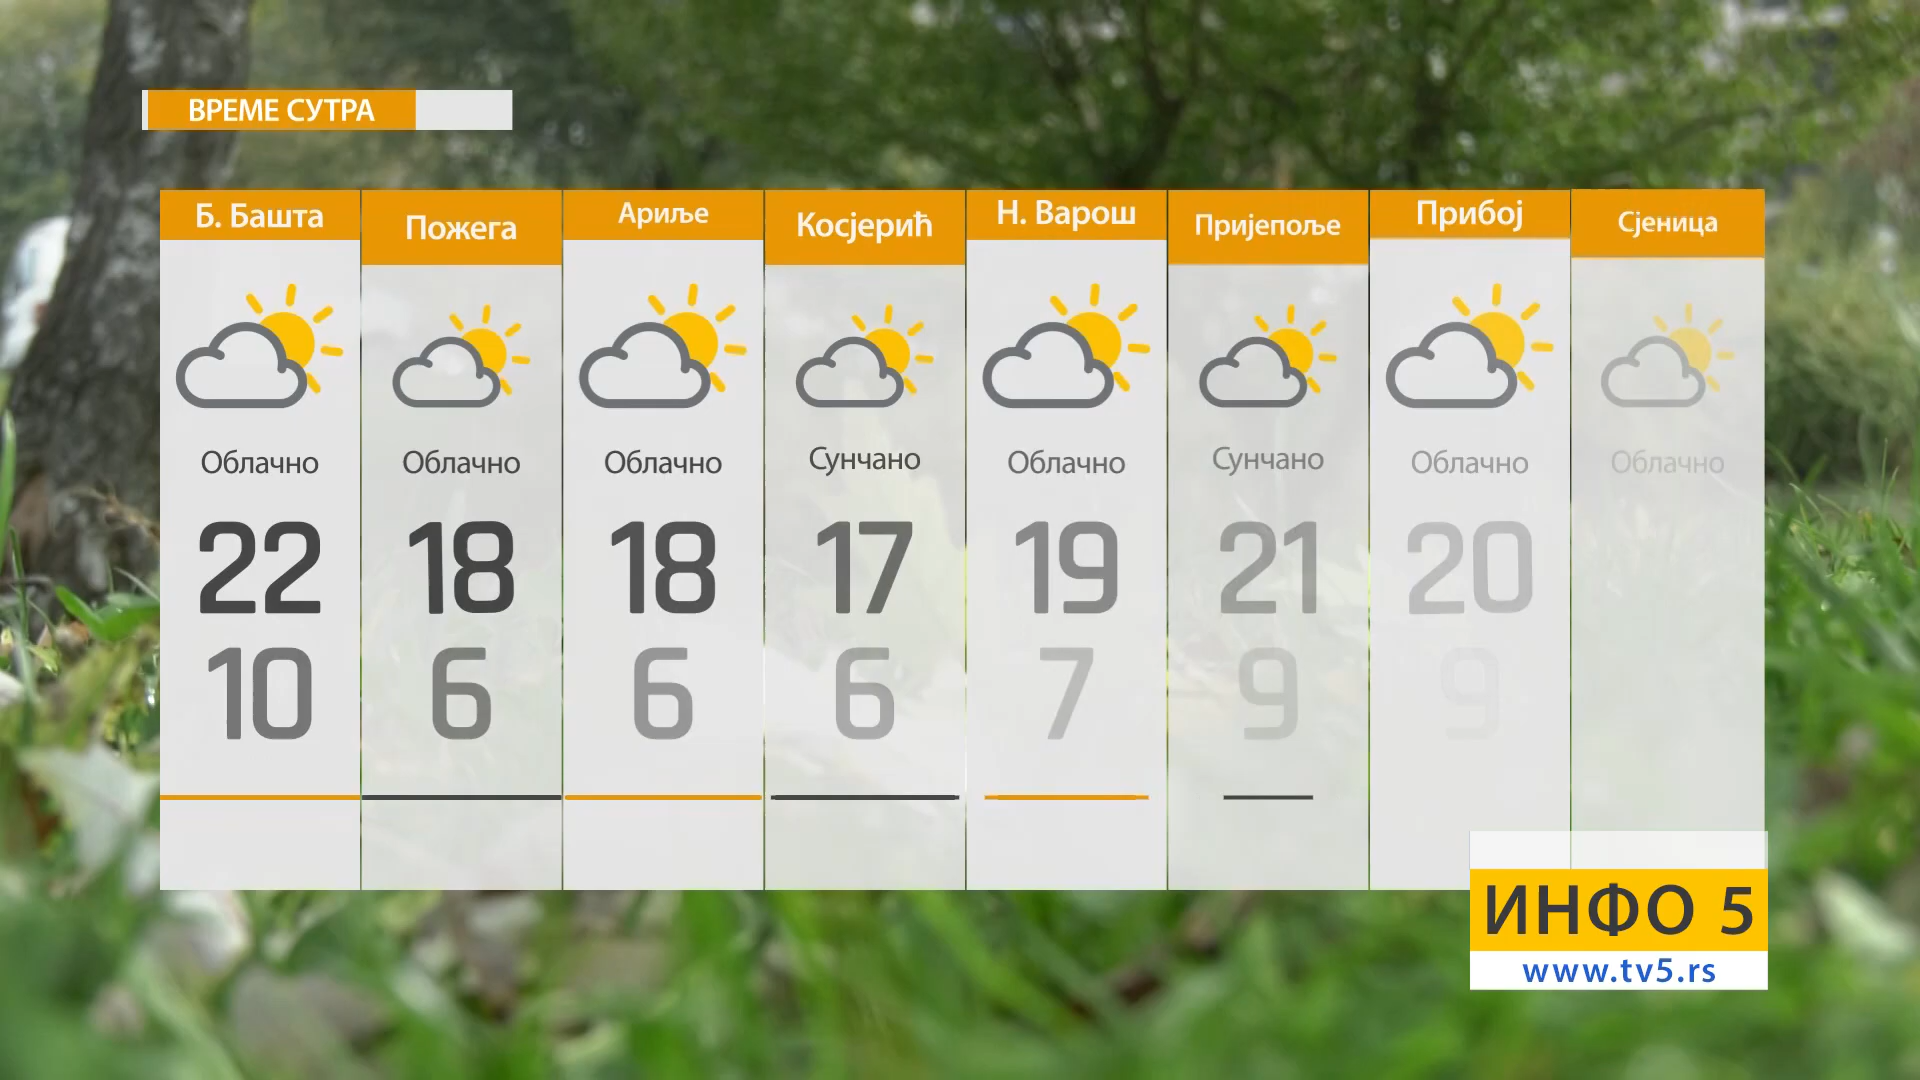 ВРЕМЕ СУТРА
Б. Башта
Облачно
22
10
Пожега
Облачно
18
6
Ариље
Облачно
18
6
Косјерић
Сунчано
17
6
Н. Варош
Облачно
19
7
Пријепоље
Сунчано
21
9
Прибој
Облачно
20
9
Сјеница
Облачно
ИНФО 5
www.tv5.rs